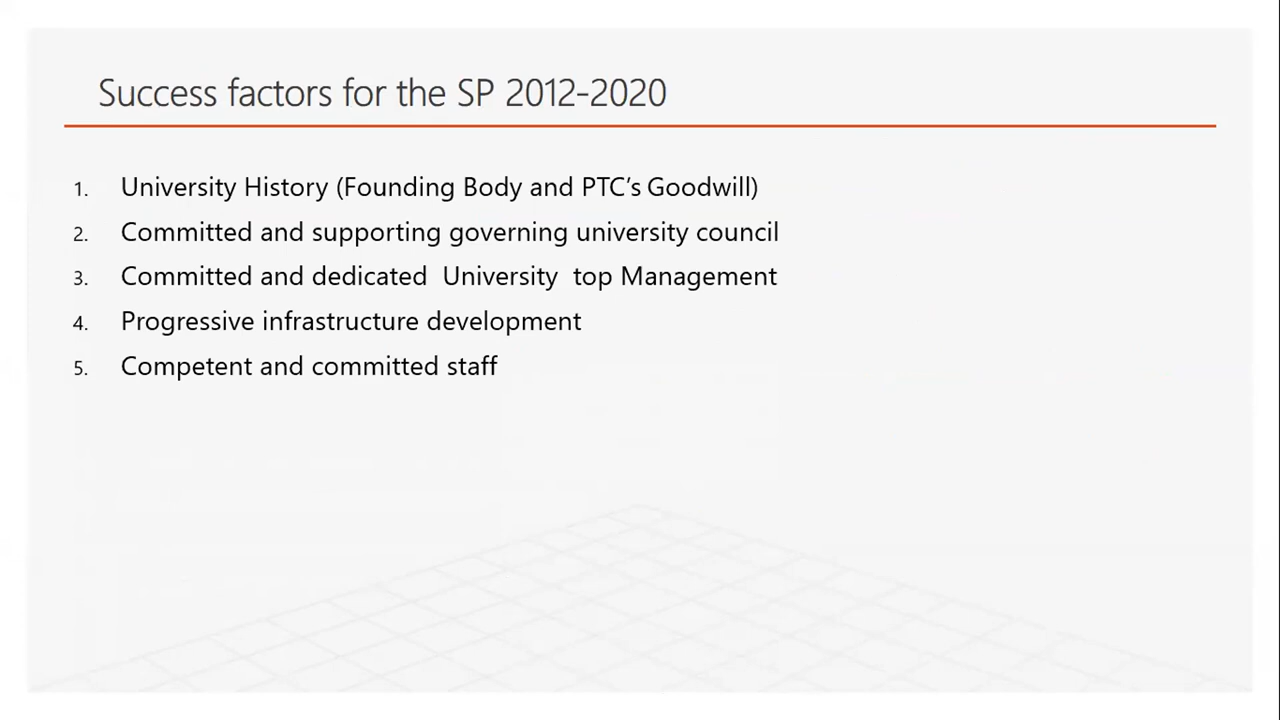 Success factors for the SP 2012-2020
1. University History (Founding Body and PTC's Goodwill)
2. Committed and supporting governing university council
3. Committed and dedicated University top Management
4. Progressive infrastructure development
5. Competent and committed staff